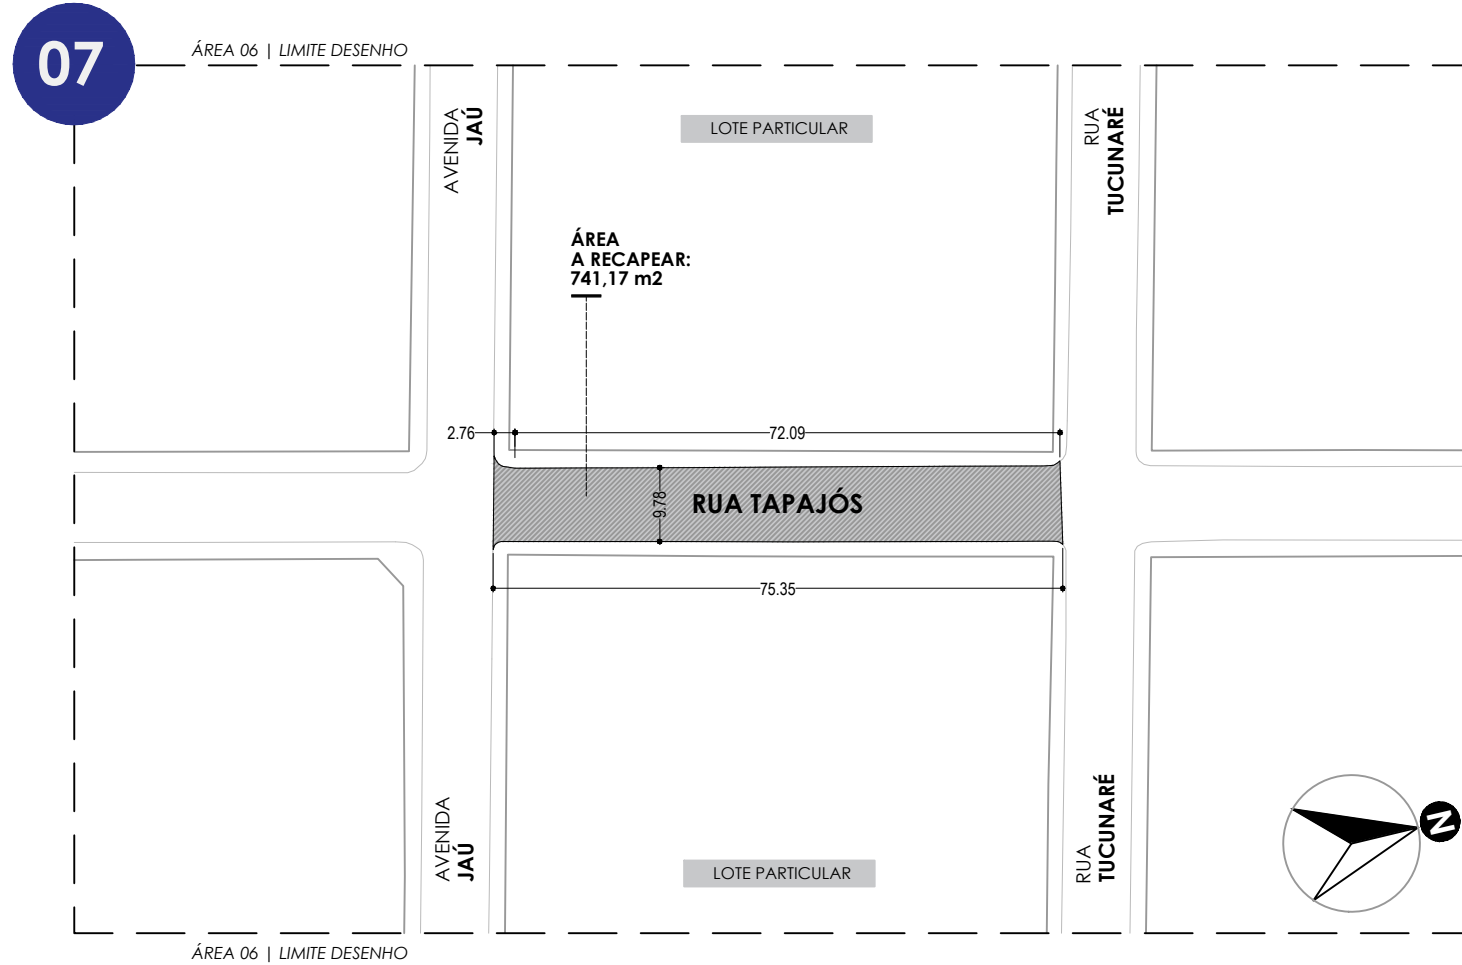 07
ÁREA 06 | LIMITE DESENHO
AVENIDA
JAÚ
LOTE PARTICULAR
RUA
TUCUNARÉ
ÁREA
A RECAPEAR:
741,17 m2
2.76
72.09
9.78
RUA TAPAJÓS
75.35
AVENIDA
JAÚ
LOTE PARTICULAR
RUA
TUCUNARÉ
N
ÁREA 06 | LIMITE DESENHO